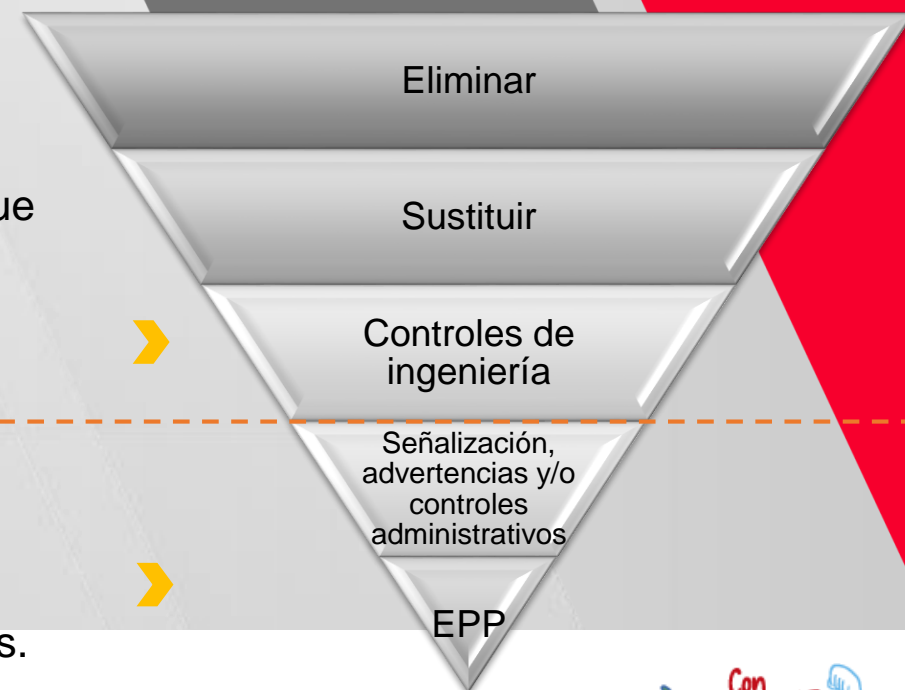 Eliminar
ue
Sustituir
Controles de
ingeniería
Señalización,
advertencias y/o
controles
administrativos
EPP
s.
Con